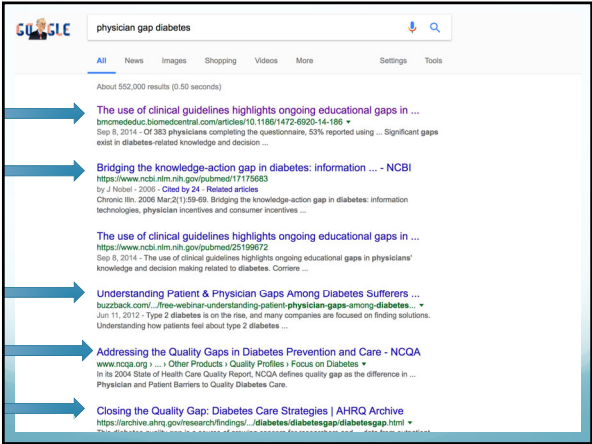 GOOGLE
physician gap diabetes
All News Images Shopping Videos More Settings Tools
About 552,000 results (0.50 seconds)
The use of clinical guidelines highlights ongoing educational gaps in ...
bmcmededuc.biomedcentral.com/articles/10.1186/1472-6920-14-186
Sep 8, 2014 - Of 383 physicians completing the questionnaire, 53% reported using ... Significant gaps
exist in diabetes-related knowledge and decision ...
Bridging the knowledge-action gap in diabetes: information ... - NCBI
https://www.ncbi.nlm.nih.gov/pubmed/17175683
by J Nobel - 2006 - Cited by 24 - Related articles
Chronic Illn. 2006 Mar;2(1):59-69. Bridging the knowledge-action gap in diabetes: information
technologies, physician incentives and consumer incentives ...
The use of clinical guidelines highlights ongoing educational gaps in ...
https://www.ncbi.nlm.nih.gov/pubmed/25199672
Sep 8, 2014 - The use of clinical guidelines highlights ongoing educational gaps in physicians'
knowledge and decision making related to diabetes. Corriere ...
Understanding Patient & Physician Gaps Among Diabetes Sufferers ...
buzzback.com/.../free-webinar-understanding-patient-physician-gaps-among-diabetes...
Jun 11, 2012 - Type 2 diabetes is on the rise, and many companies are focused on finding solutions.
Understanding how patients feel about type 2 diabetes ...
Addressing the Quality Gaps in Diabetes Prevention and Care - NCQA
www.ncqa.org › ... › Other Products › Quality Profiles › Focus on Diabetes
In its 2004 State of Health Care Quality Report, NCQA defines quality gap as the difference in ...
Physician and Patient Barriers to Quality Diabetes Care.
Closing the Quality Gap: Diabetes Care Strategies | AHRQ Archive
https://archive.ahrq.gov/research/findings/.../diabetes/diabetesgap/diabetesgap.html